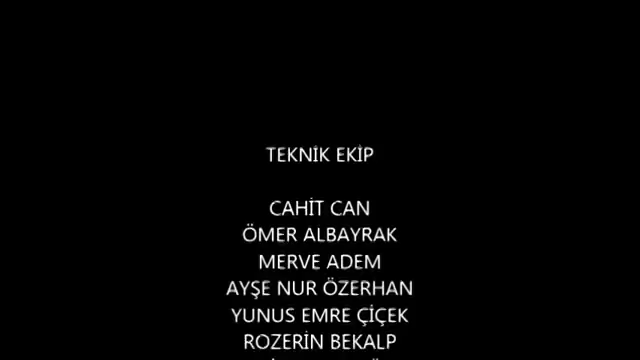 TEKNİK EKİP
CAHİT CAN
ÖMER ALBAYRAK
MERVE ADEM
AYŞE NUR ÖZERHAN
YUNUS EMRE ÇİÇEK
ROZERİN BEKALP